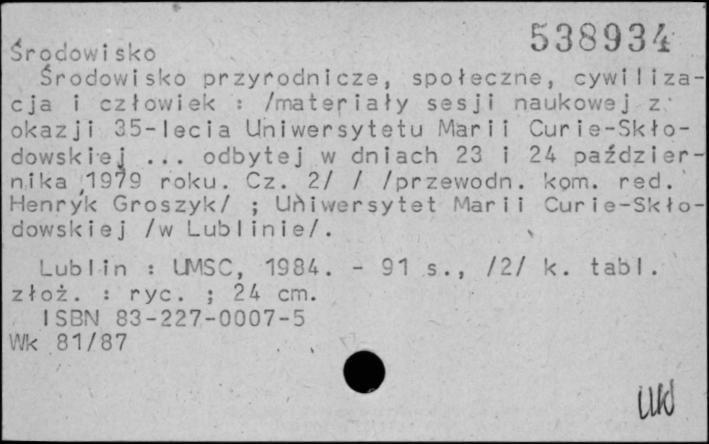 538934
Środowisko
Środowisko przyrodnicze, społeczne, cywiliza-
cja i człowiek : /materiały sesji naukowej z
okazji 35-lecia Uniwersytetu Marii Curie-Skło-
dowskiej ... odbytej w dniach 23 i 24 paździer-
nika 1979 roku. Cz. 2/ / /przewodn. kom. red.
Henryk Groszyk/ ; Uniwersytet Marii Curie-Skło-
dowskiej /w Lublinie/.
Lublin : UMSC, 1984. - 91 s., /2/ k. tabl.
złoż. : ryc. ; 24 cm.
ISBN 83-227-0007-5
Wk 81/87